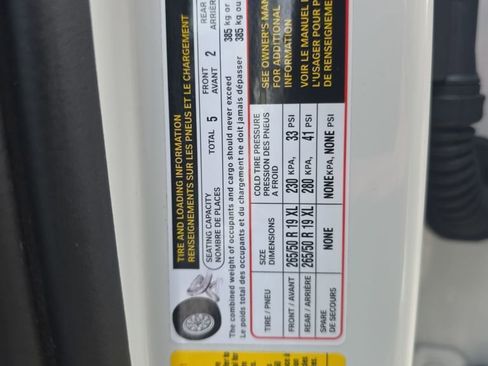 TIRE AND LOADING INFORMATION
RENSEIGNEMENTS SUR LES PNEUS ET LE CHARGEMENT
SEATING CAPACITY
NOMBRE DE PLACES
TOTAL 5
FRONT
AVANT
2
REAR
ARRIÈRE
The combined weight of occupants and cargo should never exceed 385 kg or
Le poids total des occupants et du chargement ne doit jamais dépasser 385 kg ou
TIRE / PNEU
SIZE
DIMENSIONS
COLD TIRE PRESSURE
PRESSION DES PNEUS
A FROID
FRONT / AVANT 265/50 R 19 XL 230 KPA, 33 PSI
REAR / ARRIÈRE 265/50 R 19 XL 280 KPA, 41 PSI
SPARE
DE SECOURS
NONE NONE KPA, NONE PSI
SEE OWNER'S
FOR ADDITIONAL
INFORMATION
VOIR LE MANUEL
L'USAGER POUR
DE